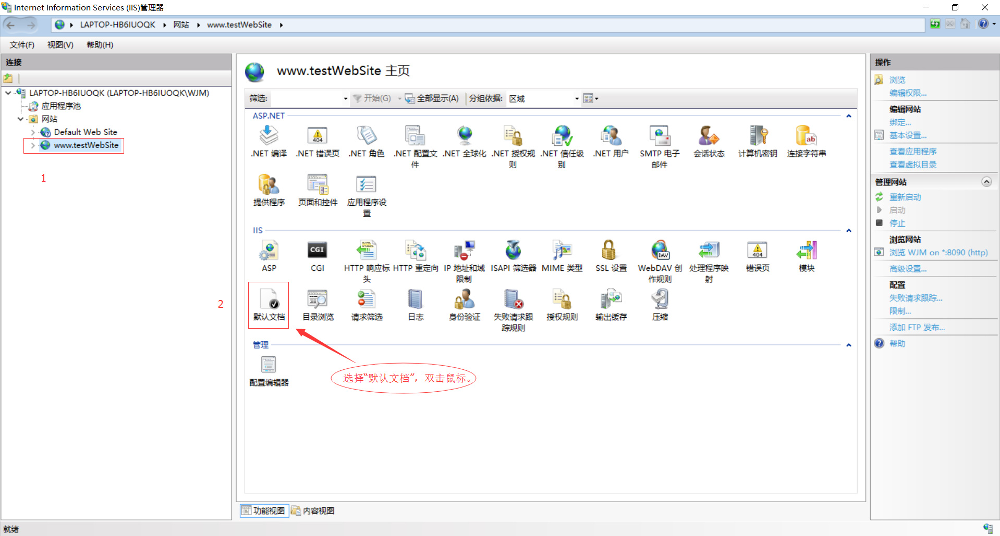 Internet Information Services (IIS)管理器
LAPTOP-HB6IUOQK 网站 www.testWebSite
文件(F) 视图(V) 帮助(H)
连接
LAPTOP-HB6IUOQK (LAPTOP-HB6IUOQK\WJM)
应用程序池
网站
Default Web Site
www.testWebSite
1
2
www.testWebSite 主页
筛选: 开始(G) 全部显示(A) 分组依据: 区域
ASP.NET
.NET 编译
.NET 错误页
404
.NET 角色
.NET 配置文
件
.NET 全球化
.NET 授权规
则
.NET 信任级
别
.NET 用户
SMTP 电子
邮件
会话状态
计算机密钥
ab
连接字符串
提供程序
页面和控件
应用程序设
置
IIS
ASP
CGI
CGI
HTTP 响应标
头
HTTP 重定向
IP 地址和域
限制
ISAPI 筛选器
MIME 类型
SSL 设置
DAV
WebDAV 创
作规则
处理程序映
射
404
错误页
模块
默认文档
目录浏览
请求筛选
日志
身份验证
失败请求跟
踪规则
授权规则
输出缓存
压缩
管理
配置编辑器
选择“默认文档”，双击鼠标。
功能视图 内容视图
操作
浏览
编辑权限...
编辑网站
绑定...
基本设置...
查看应用程序
查看虚拟目录
管理网站
重新启动
启动
停止
浏览网站
浏览 WJM on *:8090 (http)
高级设置...
配置
失败请求跟踪...
限制...
添加 FTP 发布...
帮助
就绪